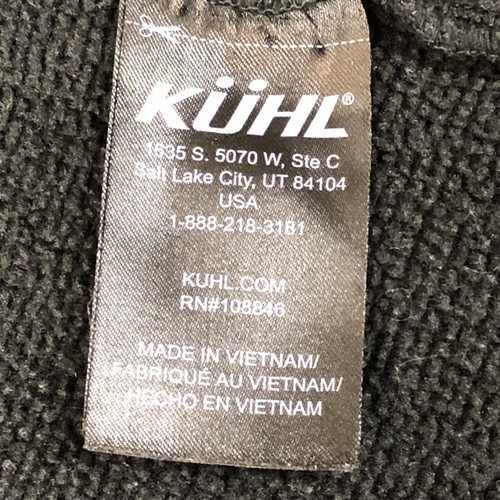 KÜHL®
1635 S. 5070 W, Ste C
Salt Lake City, UT 84104
USA
1-888-218-3181
KUHL.COM
RN#108846
MADE IN VIETNAM/
FABRIQUÉ AU VIETNAM/
HECHO EN VIETNAM